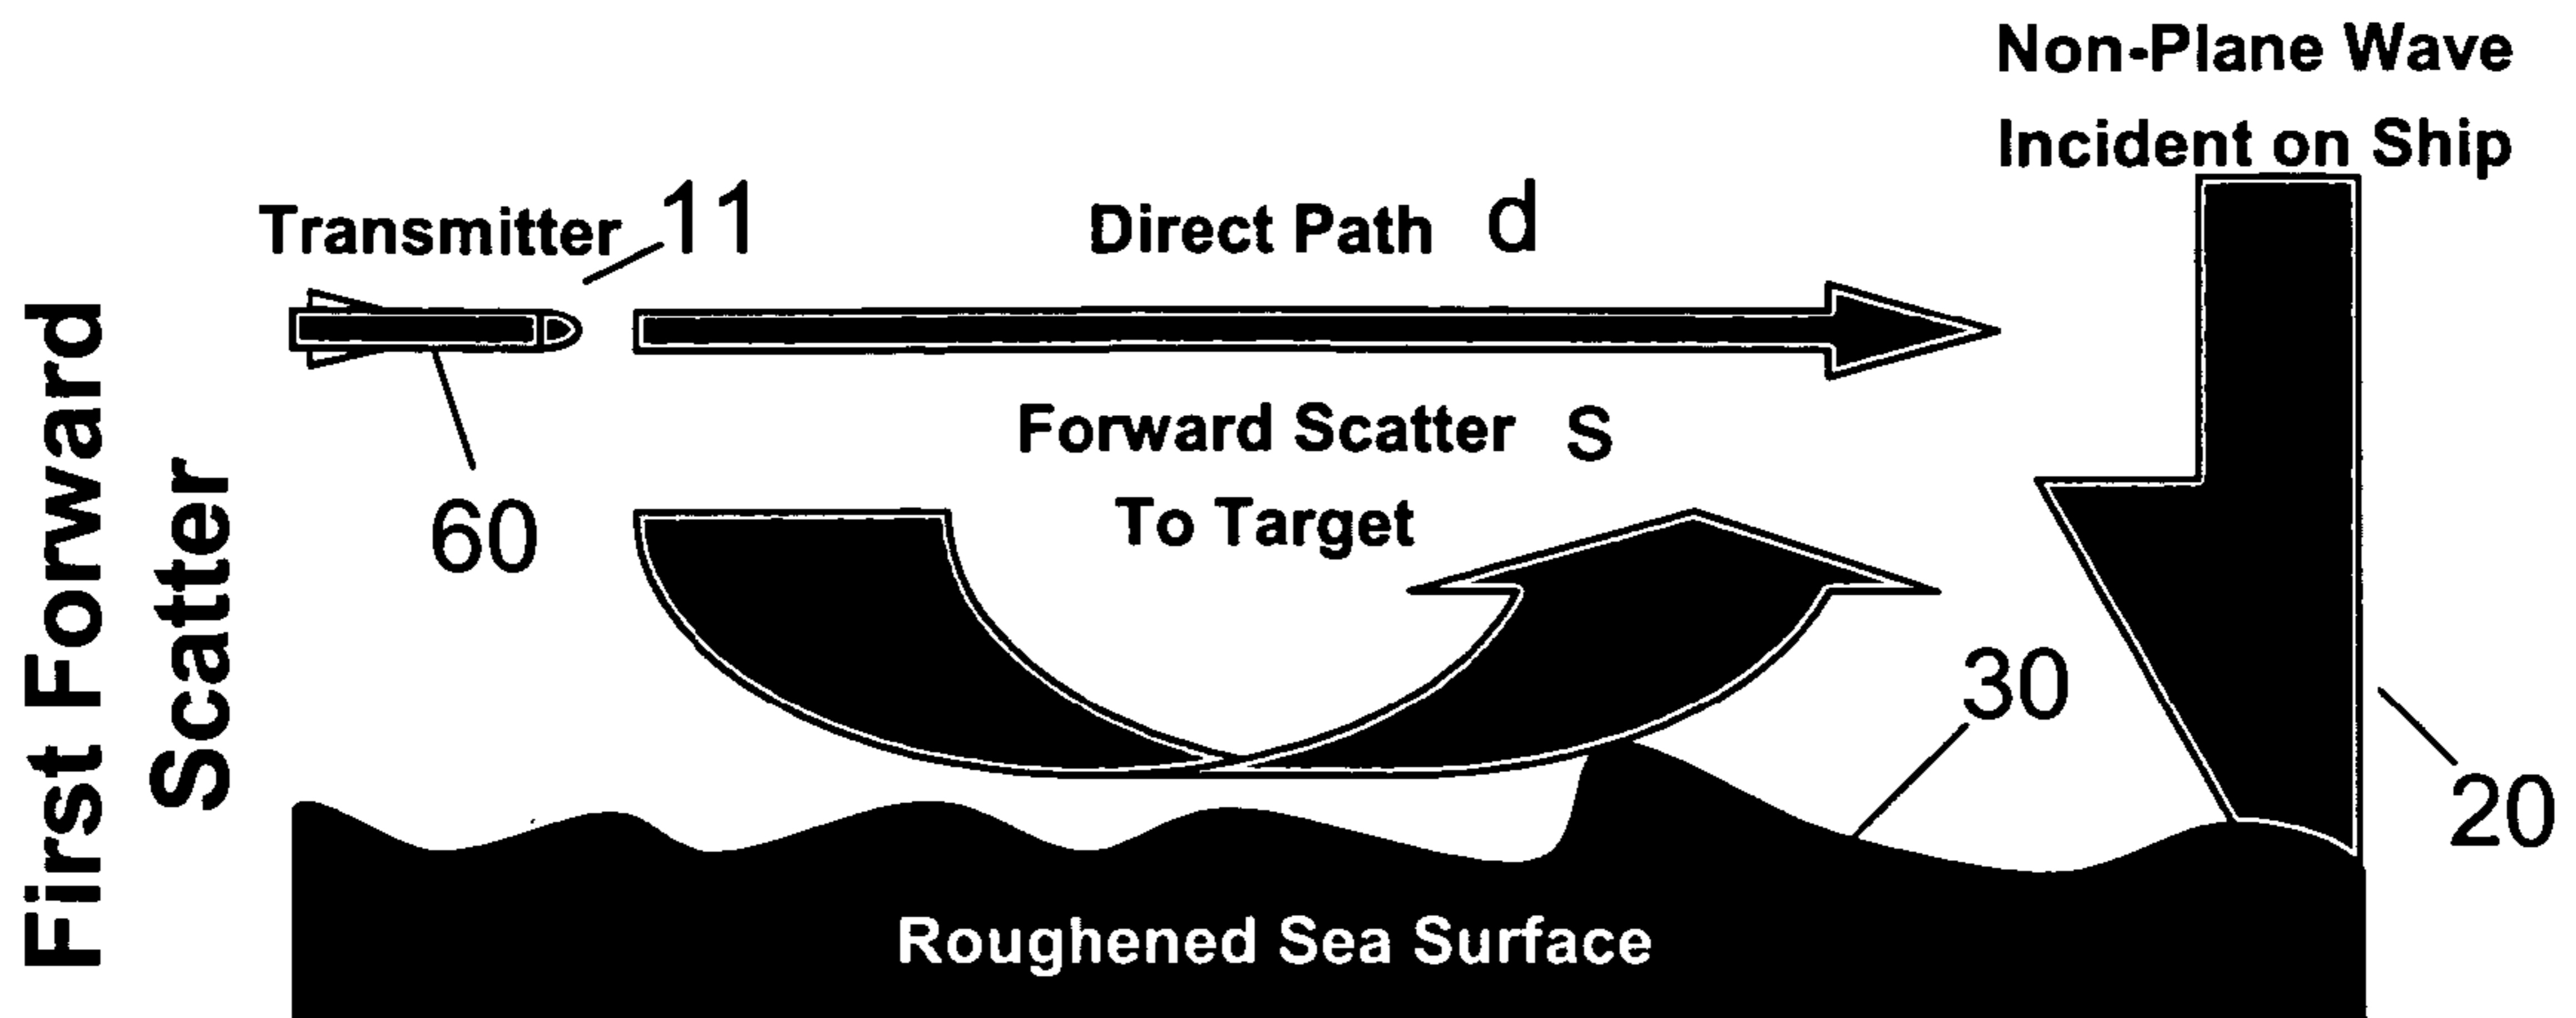 First Forward
Scatter
Non-Plane Wave
Incident on Ship
Transmitter 11
Direct Path d
Forward Scatter s
To Target
60
30
20
Roughened Sea Surface